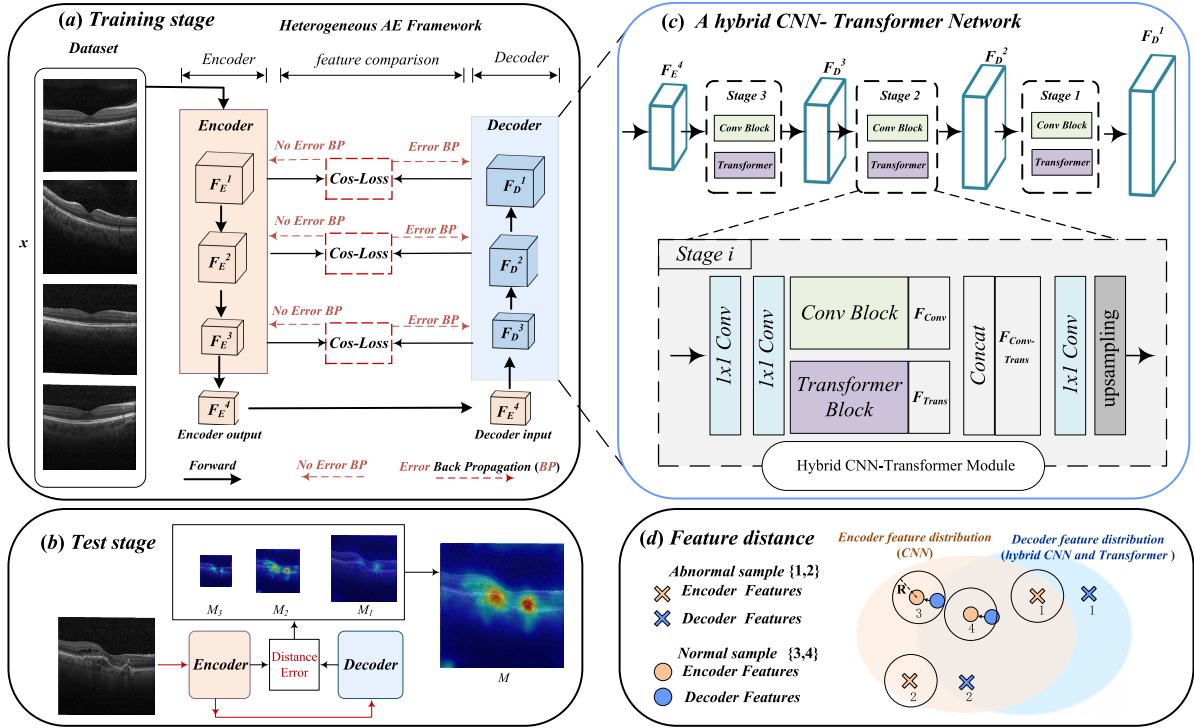 (a) Training stage
Heterogeneous AE Framework
Dataset
Encoder
feature comparison
Decoder
x
Encoder
Decoder
No Error BP
Error BP
F_E^1
Cos-Loss
F_D^1
No Error BP
Error BP
F_E^2
Cos-Loss
F_D^2
No Error BP
Error BP
F_E^3
Cos-Loss
F_D^3
F_E^4
F_E^4
Encoder output
Decoder input
Forward
No Error BP
Error Back Propagation (BP)
(c) A hybrid CNN- Transformer Network
F_E^4
F_D^3
F_D^2
F_D^1
Stage 3
Conv Block
Transformer
Stage 2
Conv Block
Transformer
Stage 1
Conv Block
Transformer
Stage i
1x1 Conv
1x1 Conv
Conv Block
F_Conv
Transformer
Block
F_Trans
Concat
F_Conv-
Trans
1x1 Conv
upsampling
Hybrid CNN-Transformer Module
(b) Test stage
M_3
M_2
M_1
Encoder
Distance
Error
Decoder
M
(d) Feature distance
Encoder feature distribution
(CNN)
Decoder feature distribution
(hybrid CNN and Transformer )
Abnormal sample {1,2}
Encoder Features
Decoder Features
Normal sample {3,4}
Encoder Features
Decoder Features
R
3
4
1
1
2
2